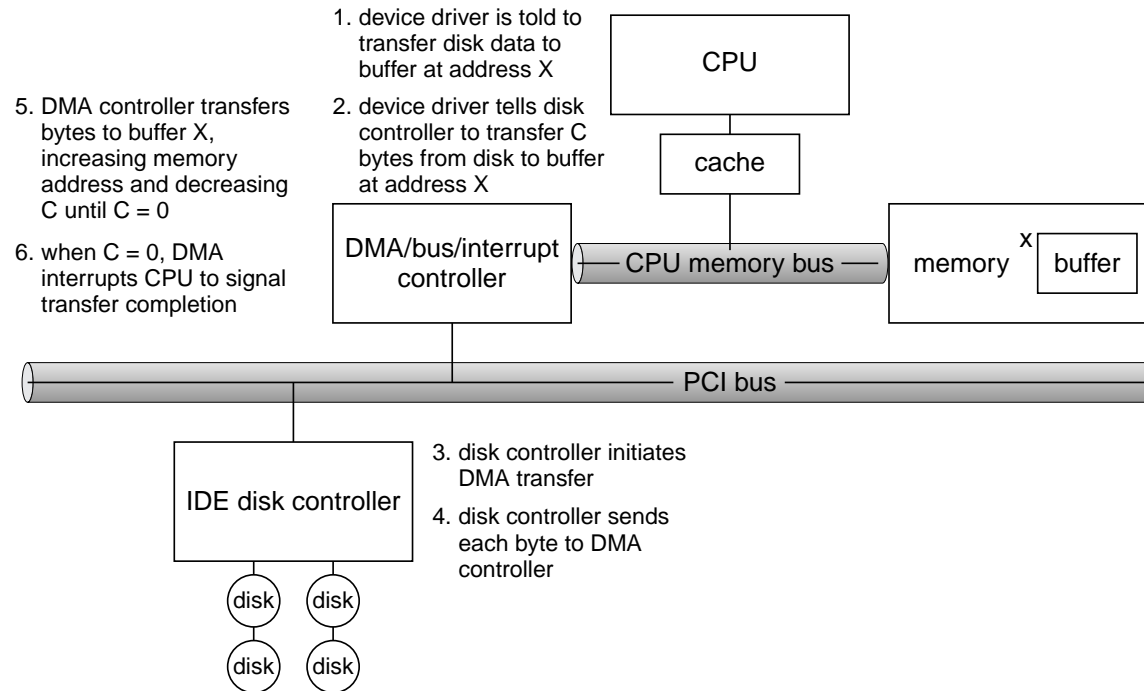 1. device driver is told to
transfer disk data to
buffer at address X
2. device driver tells disk
controller to transfer C
bytes from disk to buffer
at address X
5. DMA controller transfers
bytes to buffer X,
increasing memory
address and decreasing
C until C = 0
6. when C = 0, DMA
interrupts CPU to signal
transfer completion
CPU
cache
DMA/bus/interrupt
controller
CPU memory bus
memory
x
buffer
PCI bus
IDE disk controller
3. disk controller initiates
DMA transfer
4. disk controller sends
each byte to DMA
controller
disk
disk
disk
disk